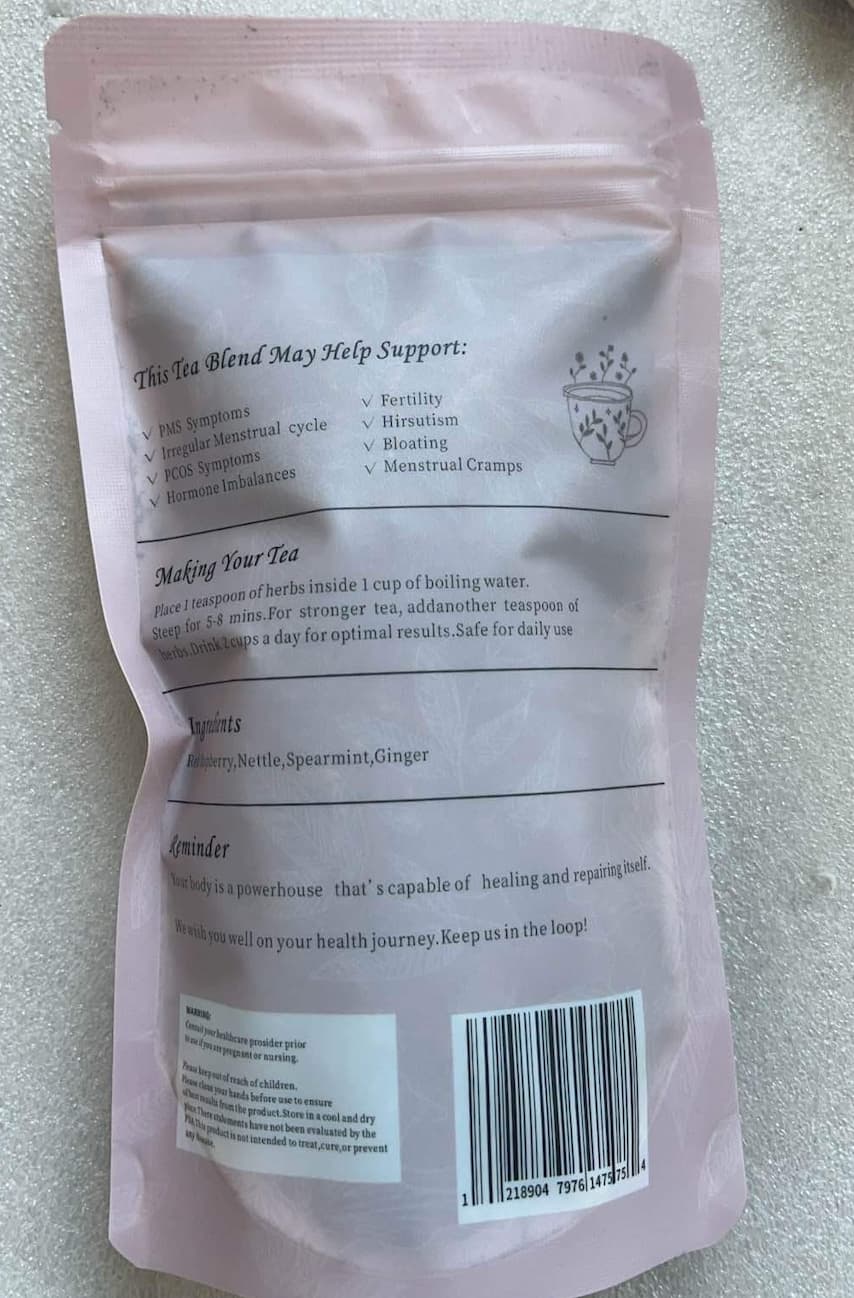 This Tea Blend May Help Support:
√ PMS Symptoms
√ Irregular Menstrual cycle
√ PCOS Symptoms
√ Hormone Imbalances
√ Fertility
√ Hirsutism
√ Bloating
√ Menstrual Cramps
Making Your Tea
Place 1 teaspoon of herbs inside 1 cup of boiling water.
Steep for 5-8 mins.For stronger tea, addanother teaspoon of
herbs.Drink 2 cups a day for optimal results.Safe for daily use
Ingredients
,Nettle,Spearmint,Ginger
Reminder
Your body is a powerhouse that's capable of healing and repairing itself.
We wish you well on your health journey.Keep us in the loop!
WARNING:
Consult your healthcare prosider prior
to use if you are pregnant or nursing.
Please keep out of reach of children.
Please clean your hands before use to ensure
results from the product.Store in a cool and dry
place.These statements have not been evaluated by the
FDA.This product is not intended to treat,cure,or prevent
any disease.
1 218904 7976 1475 75 4